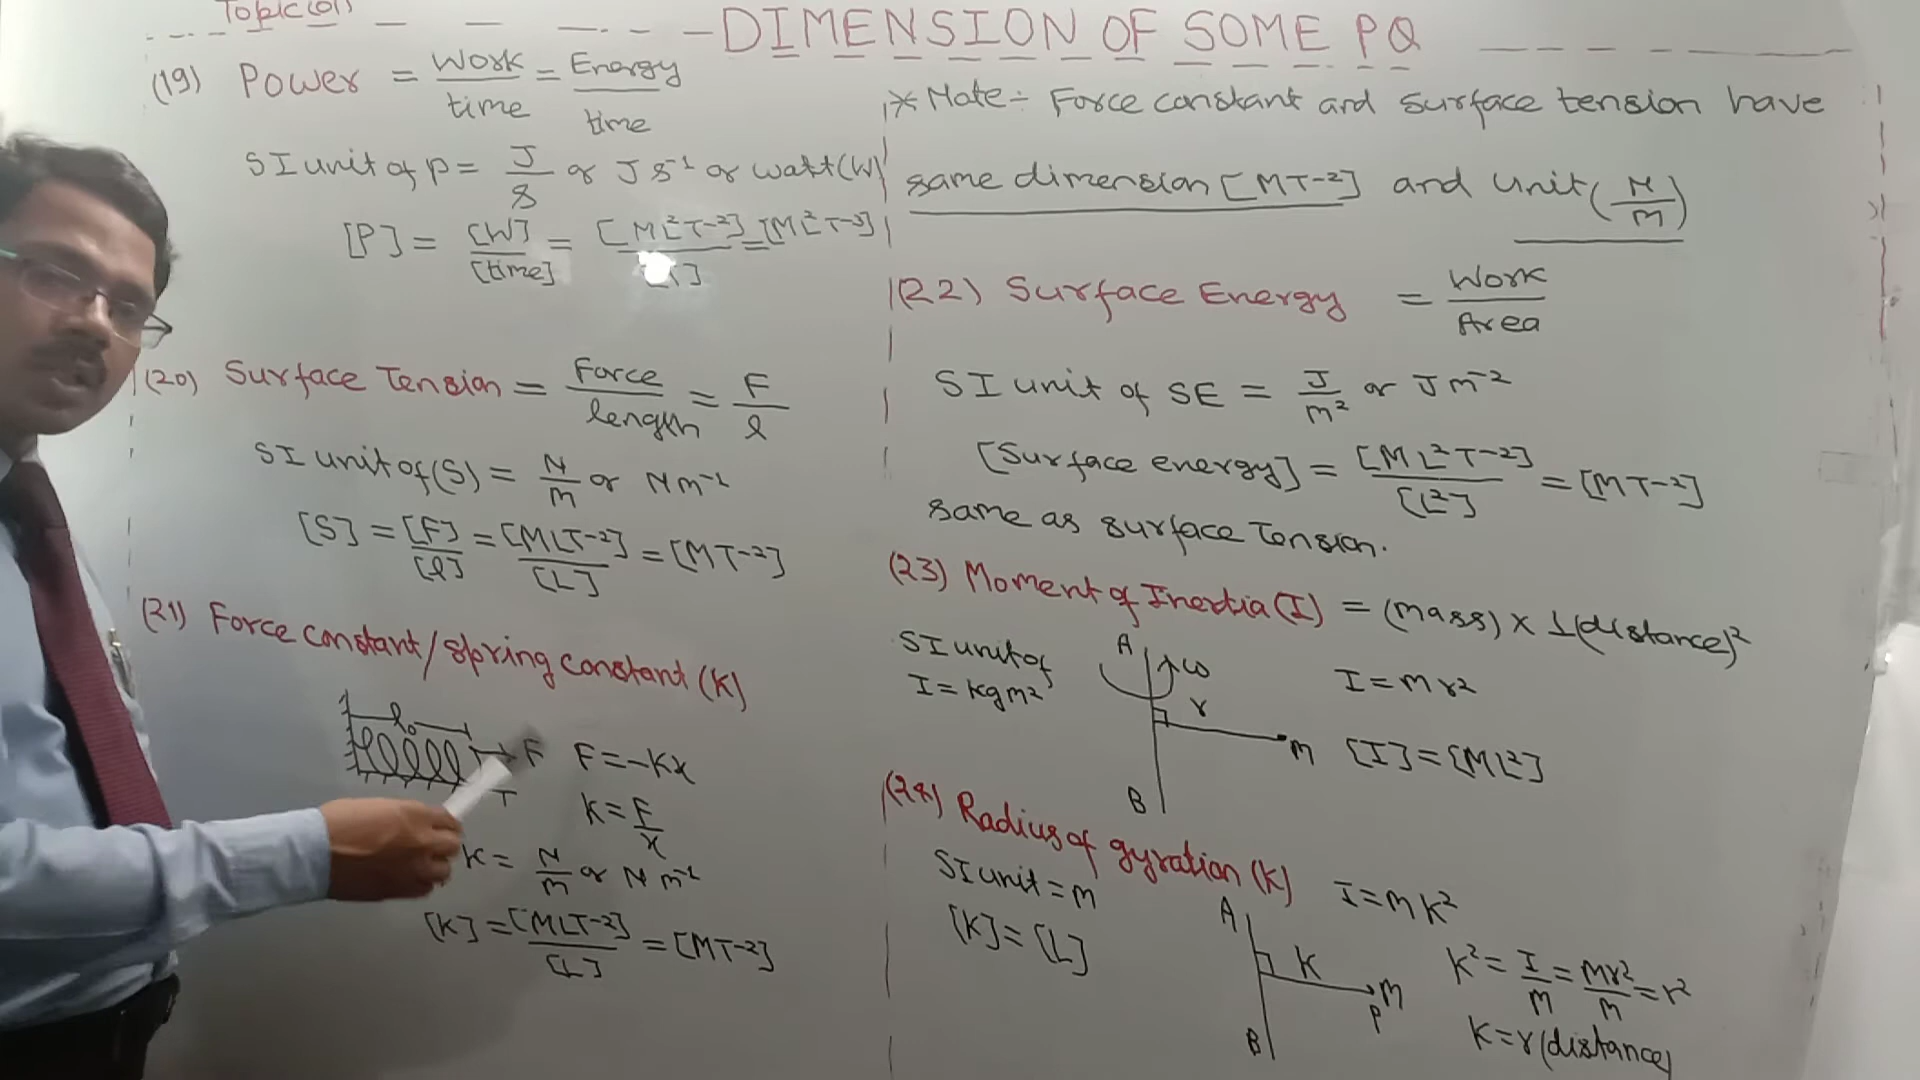 Topic(01)
DIMENSION OF SOME PQ
(19) Power = Work/time = Energy/time
SI unit of P = J/s or J s⁻¹ or watt(W)
[P] = [W]/[time] = [ML²T⁻²]/[T] = [ML²T⁻³]
(20) Surface Tension = Force/length = F/l
SI unit of (S) = N/m or N m⁻¹
[S] = [F]/[l] = [MLT⁻²]/[L] = [MT⁻²]
(21) Force constant/spring constant (K)
l₀
F
F = -Kx
K = F/x
K = N/m or N m⁻¹
[K] = [MLT⁻²]/[L] = [MT⁻²]
* Note:- Force constant and surface tension have
same dimension [MT⁻²] and unit (N/m)
(22) Surface Energy = Work/Area
SI unit of SE = J/m² or J m⁻²
[Surface energy] = [ML²T⁻²]/[L²] = [MT⁻²]
same as surface Tension.
(23) Moment of Inertia (I) = (mass) × ⊥(distance)²
SI unit of
I = kg m²
A
ω
r
m
B
I = mr²
[I] = [ML²]
(24) Radius of gyration (K)
SI unit = m
[K] = [L]
A
K
m
P
B
I = mK²
K² = I/m = mr²/m = r²
K = r (distance)